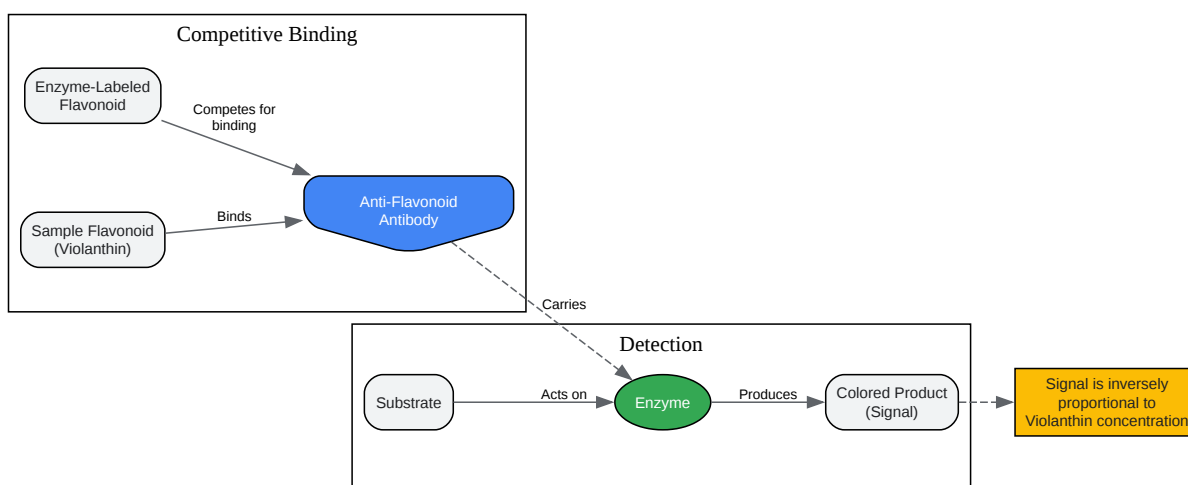 Competitive Binding
Enzyme-Labeled
Flavonoid
Competes for
binding
Anti-Flavonoid
Antibody
Binds
Sample Flavonoid
(Violanthin)
Carries
Detection
Substrate
Acts on
Enzyme
Produces
Colored Product
(Signal)
Signal is inversely
proportional to
Violanthin concentration